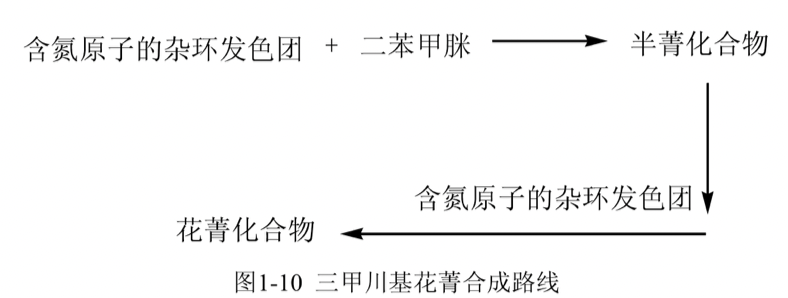 含氮原子的杂环发色团 + 二苯甲脒 半菁化合物
含氮原子的杂环发色团
花菁化合物
图1-10 三甲川基花菁合成路线